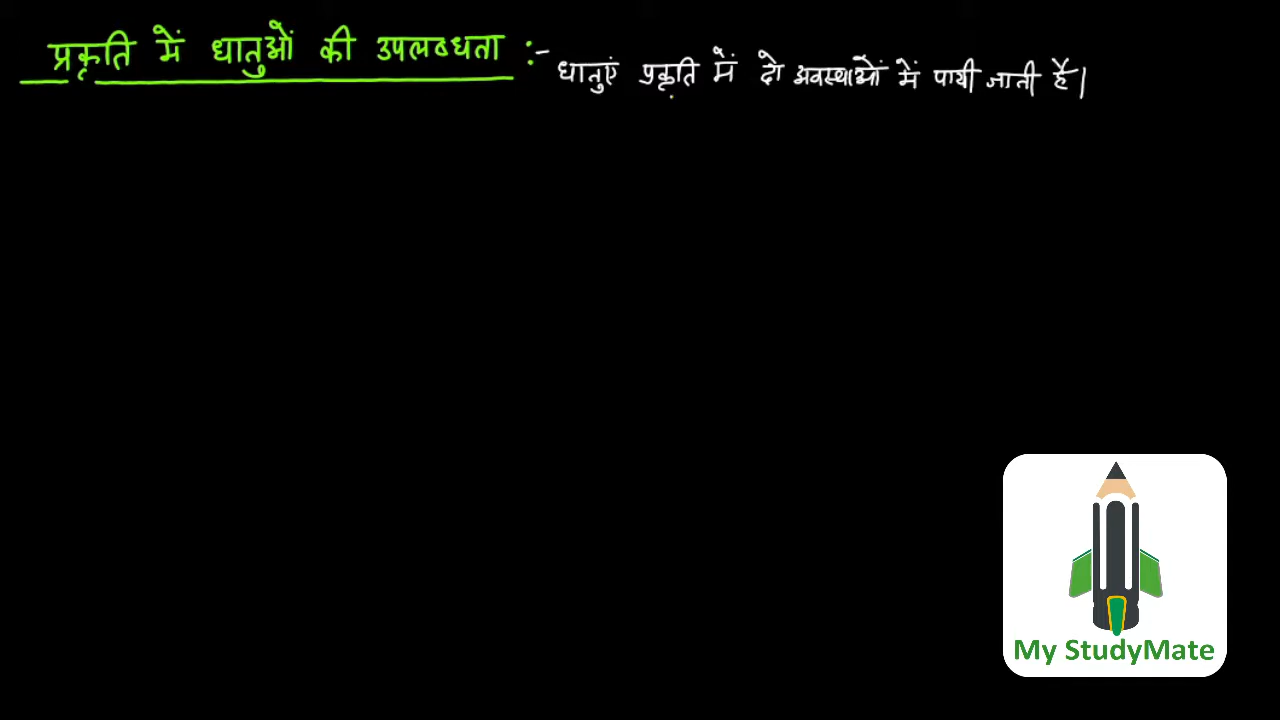 प्रकृति में धातुओं की उपलब्धता :- धातुएं प्रकृति में दो अवस्थाओं में पायी जाती है।
My StudyMate